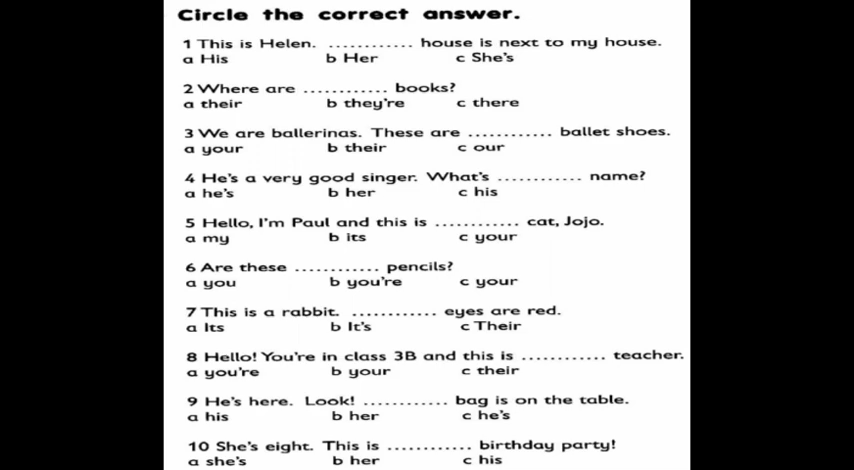 Circle the correct answer.
1 This is Helen. ............ house is next to my house.
a His b Her c She's
2 Where are ............ books?
a their b they're c there
3 We are ballerinas. These are ............ ballet shoes.
a your b their c our
4 He's a very good singer. What's ............ name?
a he's b her c his
5 Hello, I'm Paul and this is ............ cat, Jojo.
a my b its c your
6 Are these ............ pencils?
a you b you're c your
7 This is a rabbit. ............ eyes are red.
a Its b It's c Their
8 Hello! You're in class 3B and this is ............ teacher.
a you're b your c their
9 He's here. Look! ............ bag is on the table.
a his b her c he's
10 She's eight. This is ............ birthday party!
a she's b her c his